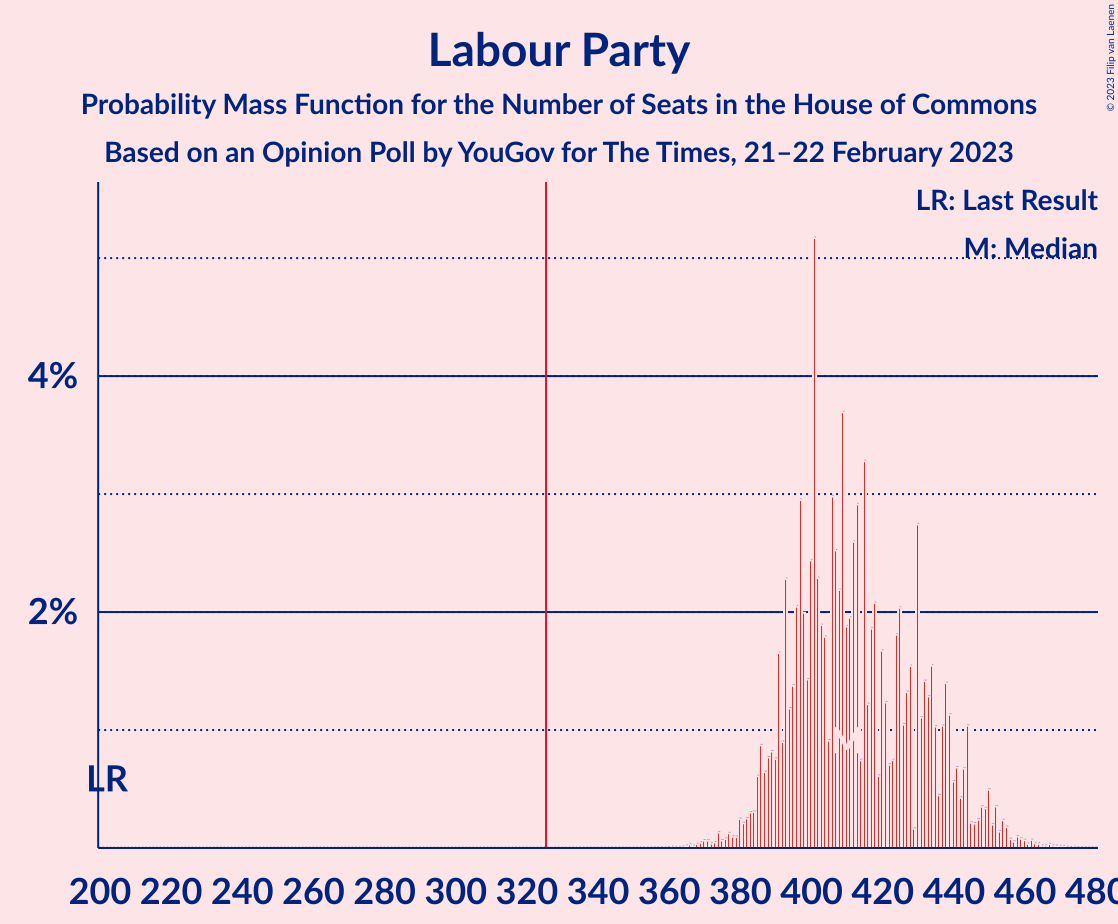 Labour Party
Probability Mass Function for the Number of Seats in the House of Commons
Based on an Opinion Poll by YouGov for The Times, 21–22 February 2023
© 2023 Filip van Laenen
LR: Last Result
M: Median
4%
2%
LR
M
200 220 240 260 280 300 320 340 360 380 400 420 440 460 480